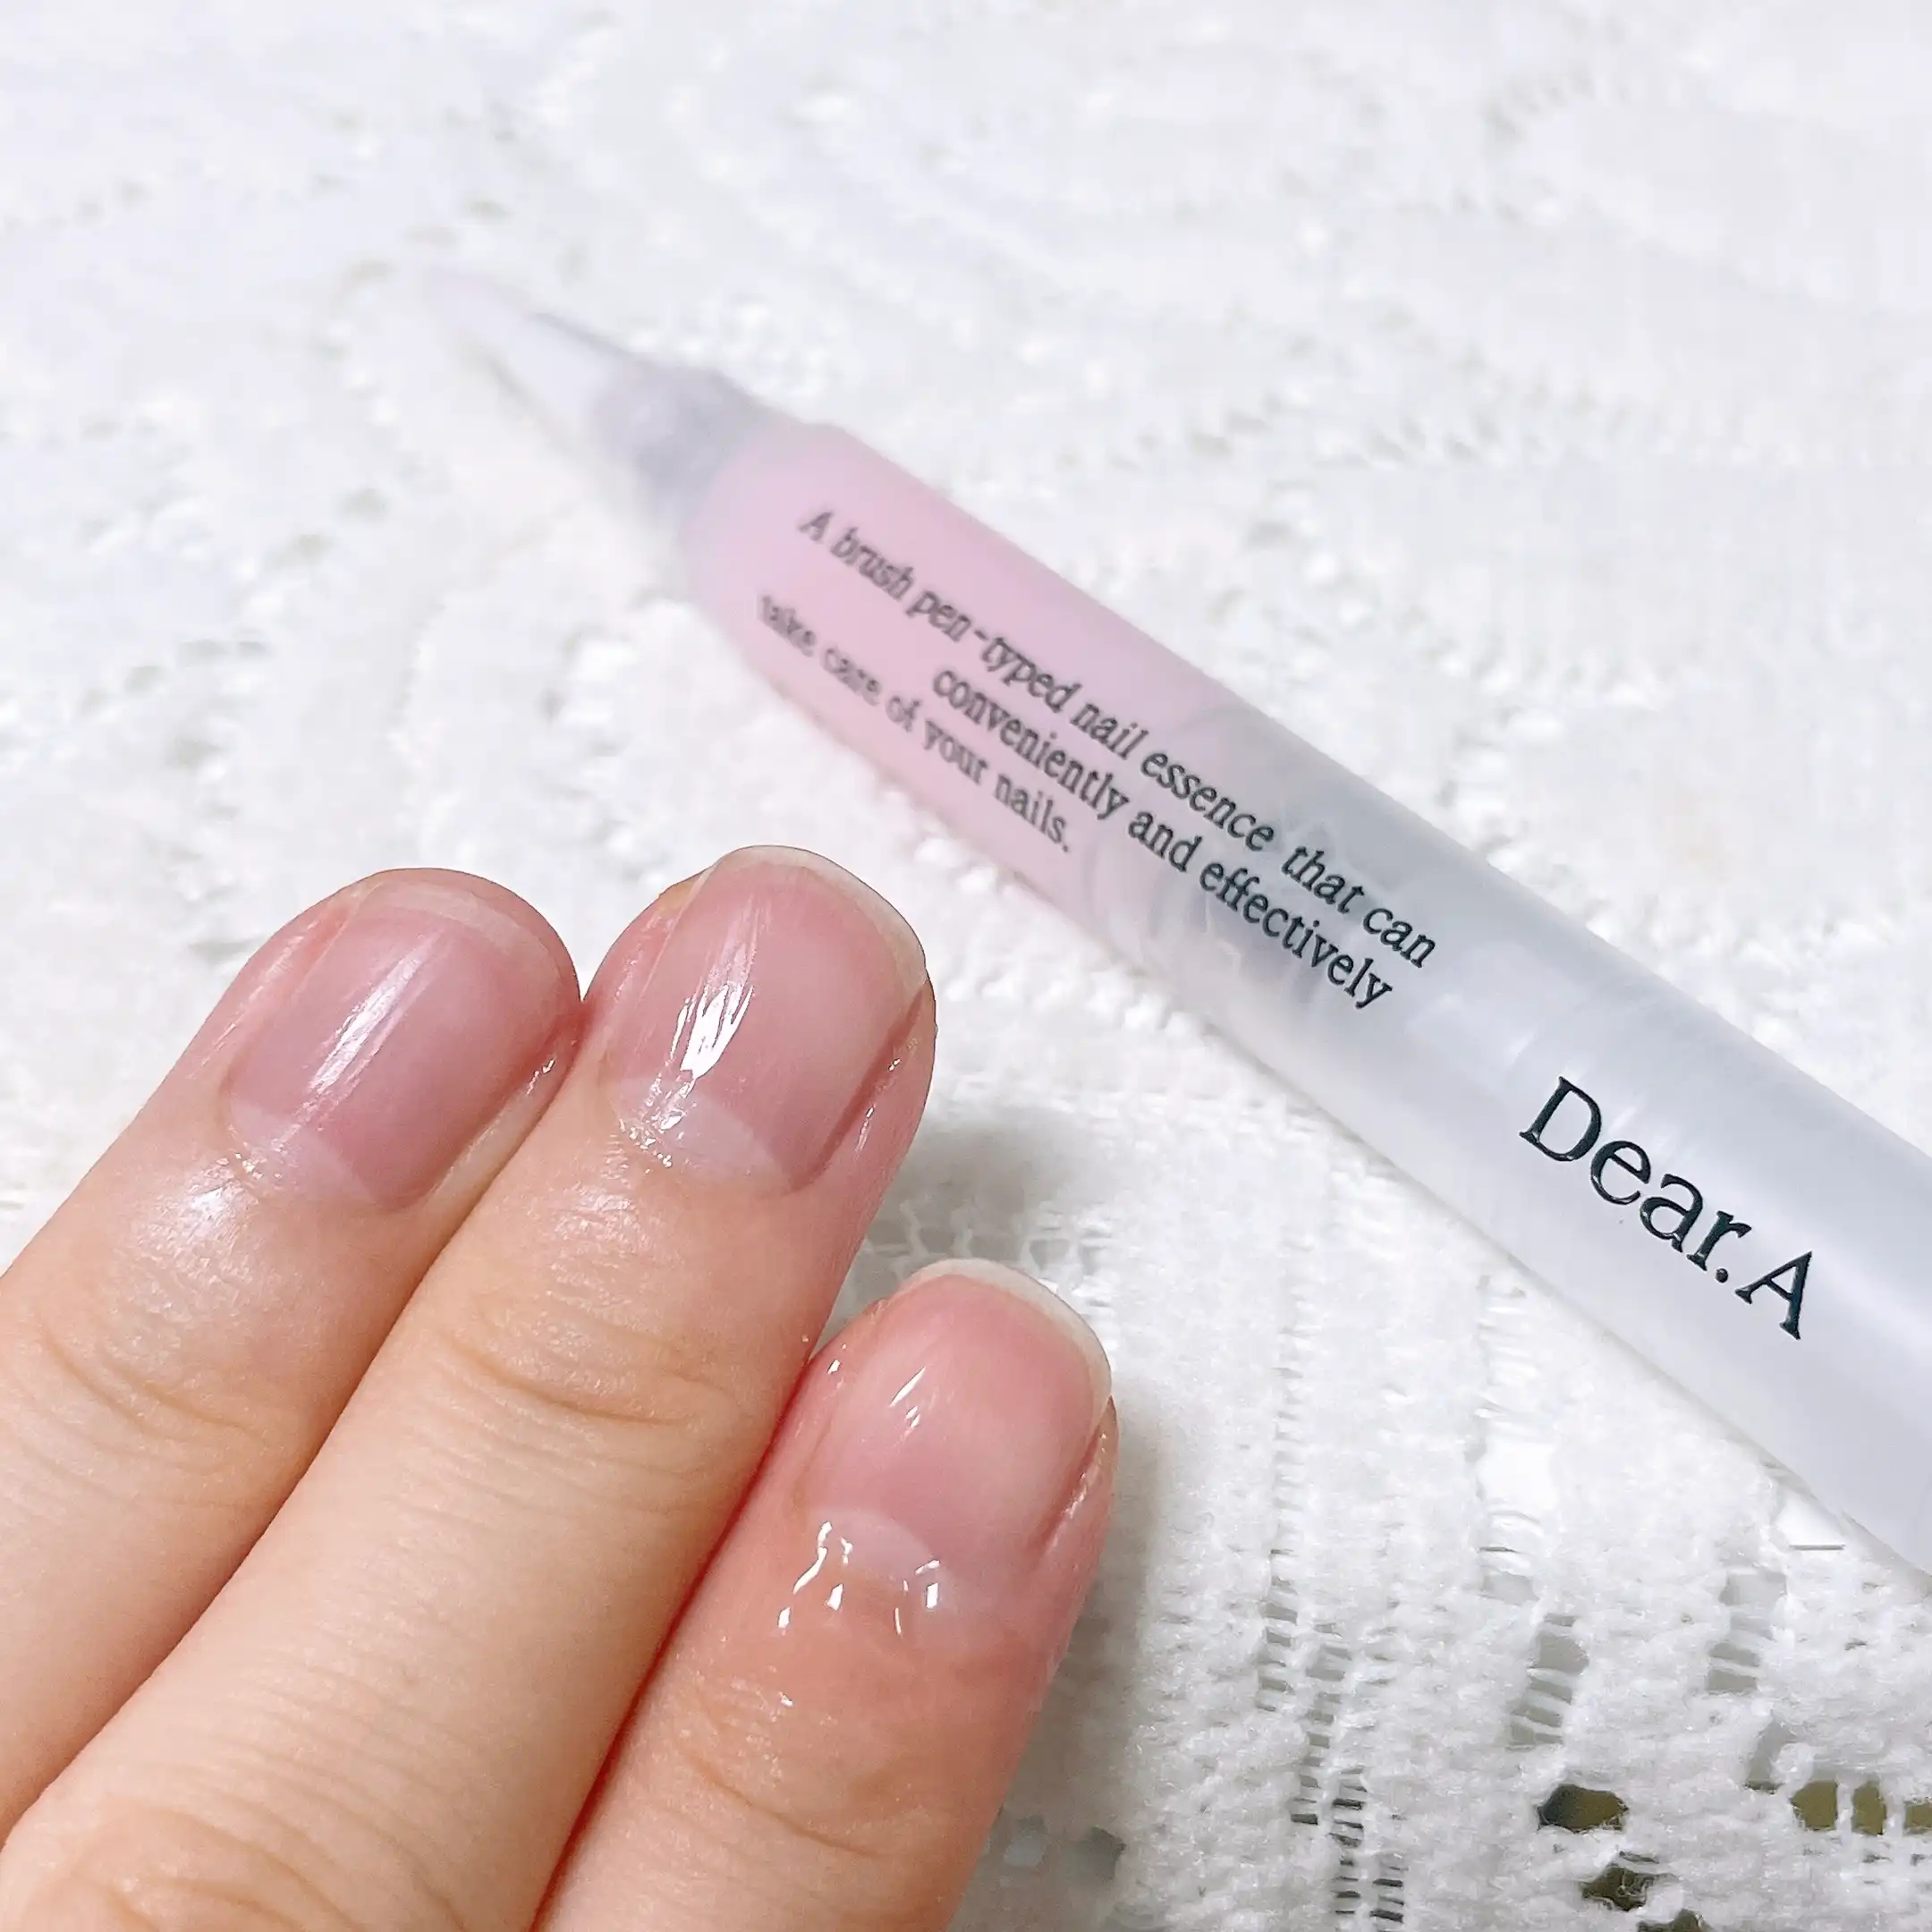 A brush pen-typed nail essence that can
conveniently and effectively
take care of your nails.
Dear. A